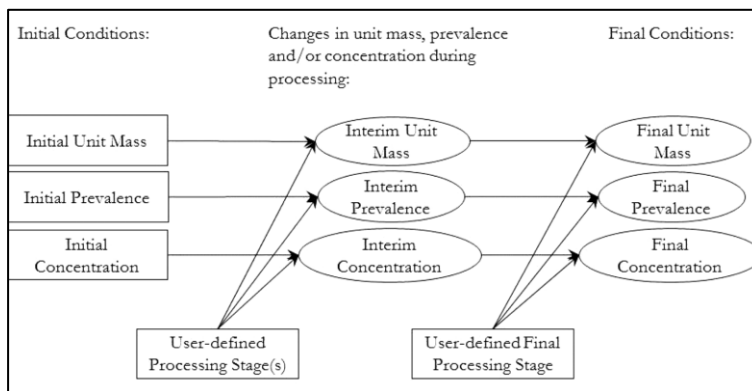 Initial Conditions:
Changes in unit mass, prevalence
and/or concentration during
processing:
Final Conditions:
Initial Unit Mass
Interim Unit
Mass
Final Unit
Mass
Initial Prevalence
Interim
Prevalence
Final
Prevalence
Initial
Concentration
Interim
Concentration
Final
Concentration
User-defined
Processing Stage(s)
User-defined Final
Processing Stage